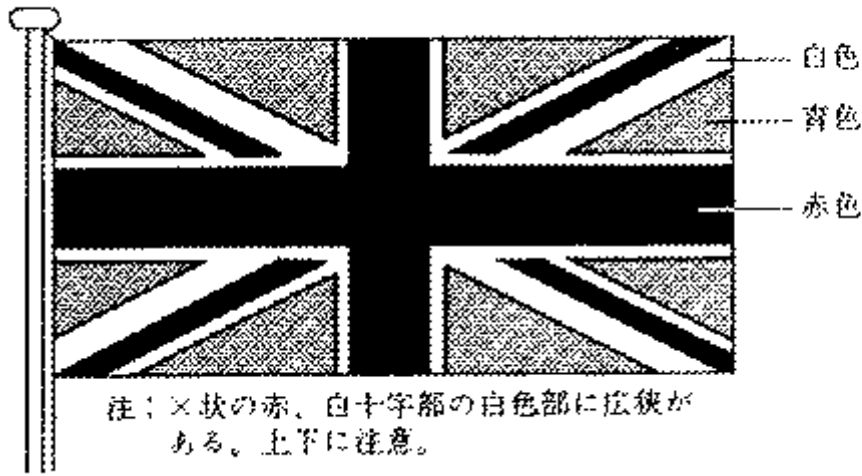 白色
青色
赤色
注：×状の赤、白十字部の白色部に広狭が
ある。上下に注意。